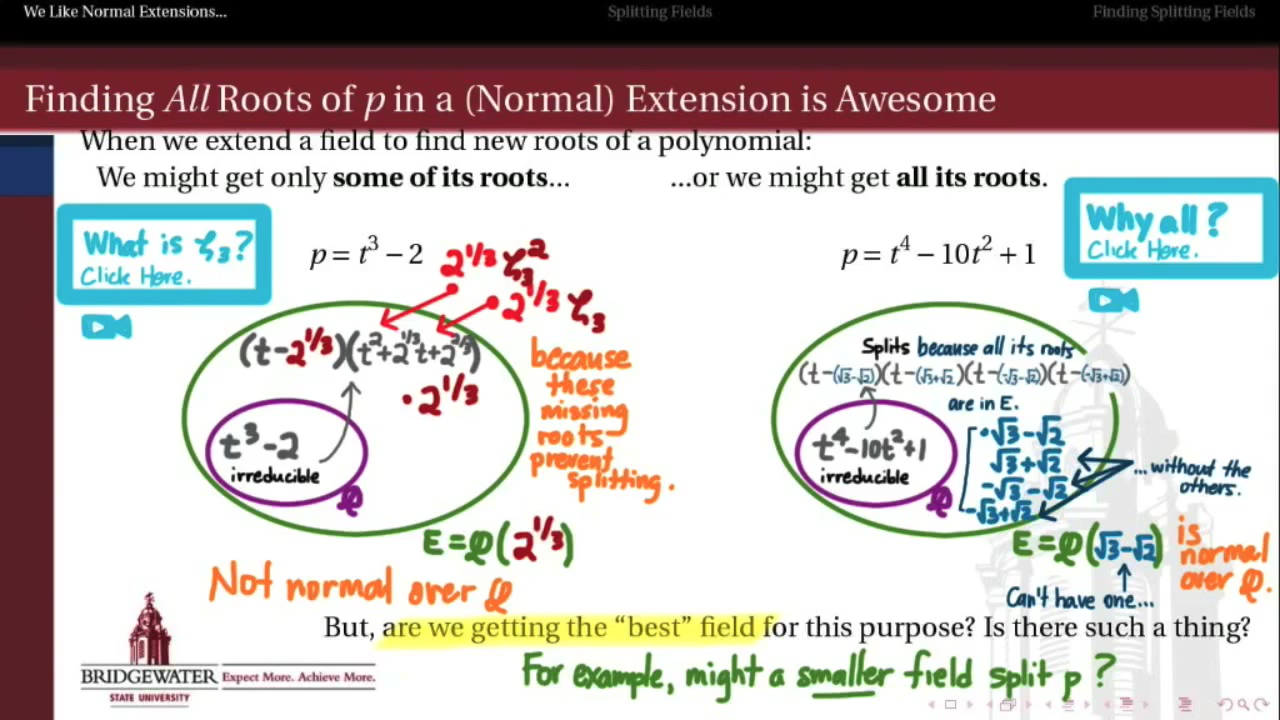 We Like Normal Extensions...
Splitting Fields
Finding Splitting Fields
Finding All Roots of p in a (Normal) Extension is Awesome
When we extend a field to find new roots of a polynomial:
We might get only some of its roots...
...or we might get all its roots.
What is ζ₃?
Click Here.
p = t³ − 2
2^1/3 ζ₃²
2^1/3 ζ₃
(t-2^1/3)(t²+2^1/3t+2^2/3)
• 2^1/3
t³-2
irreducible
Q
E = Q(2^1/3)
because
these
missing
roots
prevent
splitting.
Not normal over Q
Why all?
Click Here.
p = t⁴ − 10t² + 1
Splits because all its roots
(t-(√3-√2))(t-(√3+√2))(t-(-√3-√2))(t-(-√3+√2))
are in E.
t⁴-10t²+1
irreducible
Q
• √3-√2
√3+√2
-√3-√2
-√3+√2
...without the
others.
E = Q(√3-√2)
is
normal
over Q.
Can't have one...
But, are we getting the “best” field for this purpose? Is there such a thing?
For example, might a smaller field split p?
BRIDGEWATER
STATE UNIVERSITY
Expect More. Achieve More.